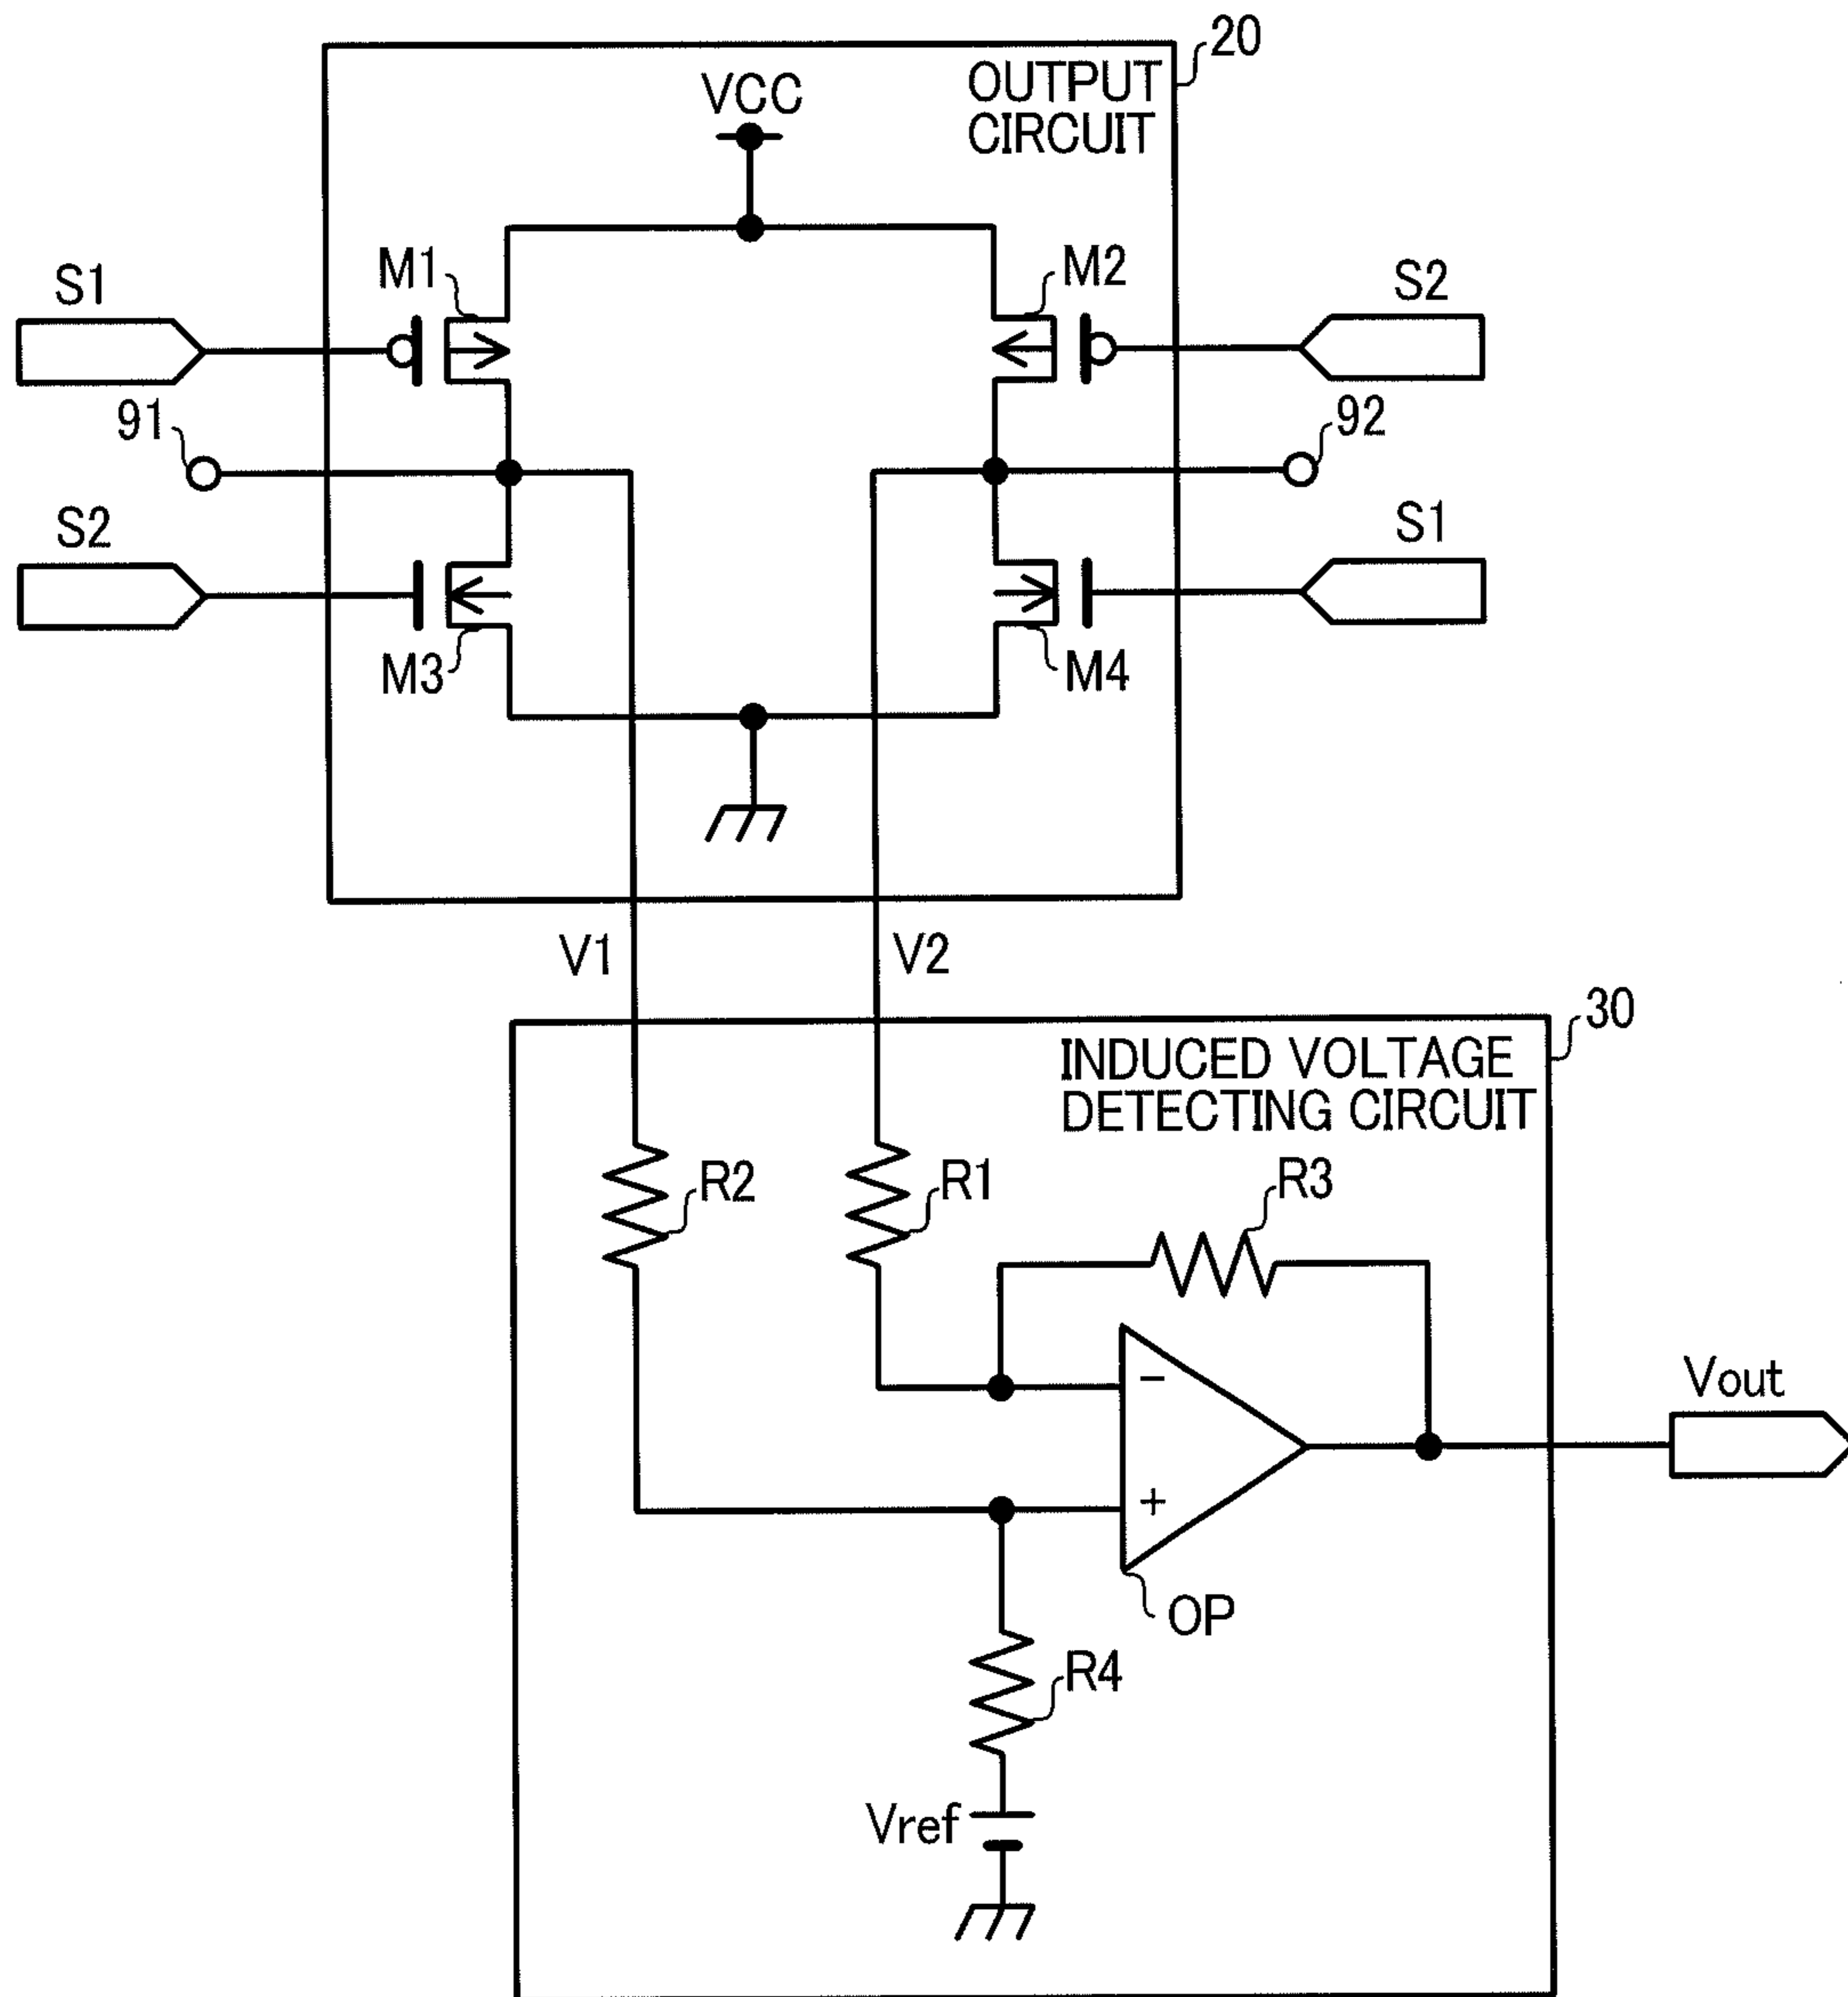 20
OUTPUT
CIRCUIT
VCC
M1
M2
S1
S2
91
92
S2
S1
M3
M4
V1
V2
30
INDUCED VOLTAGE
DETECTING CIRCUIT
R2
R1
R3
-
+
Vout
OP
R4
Vref